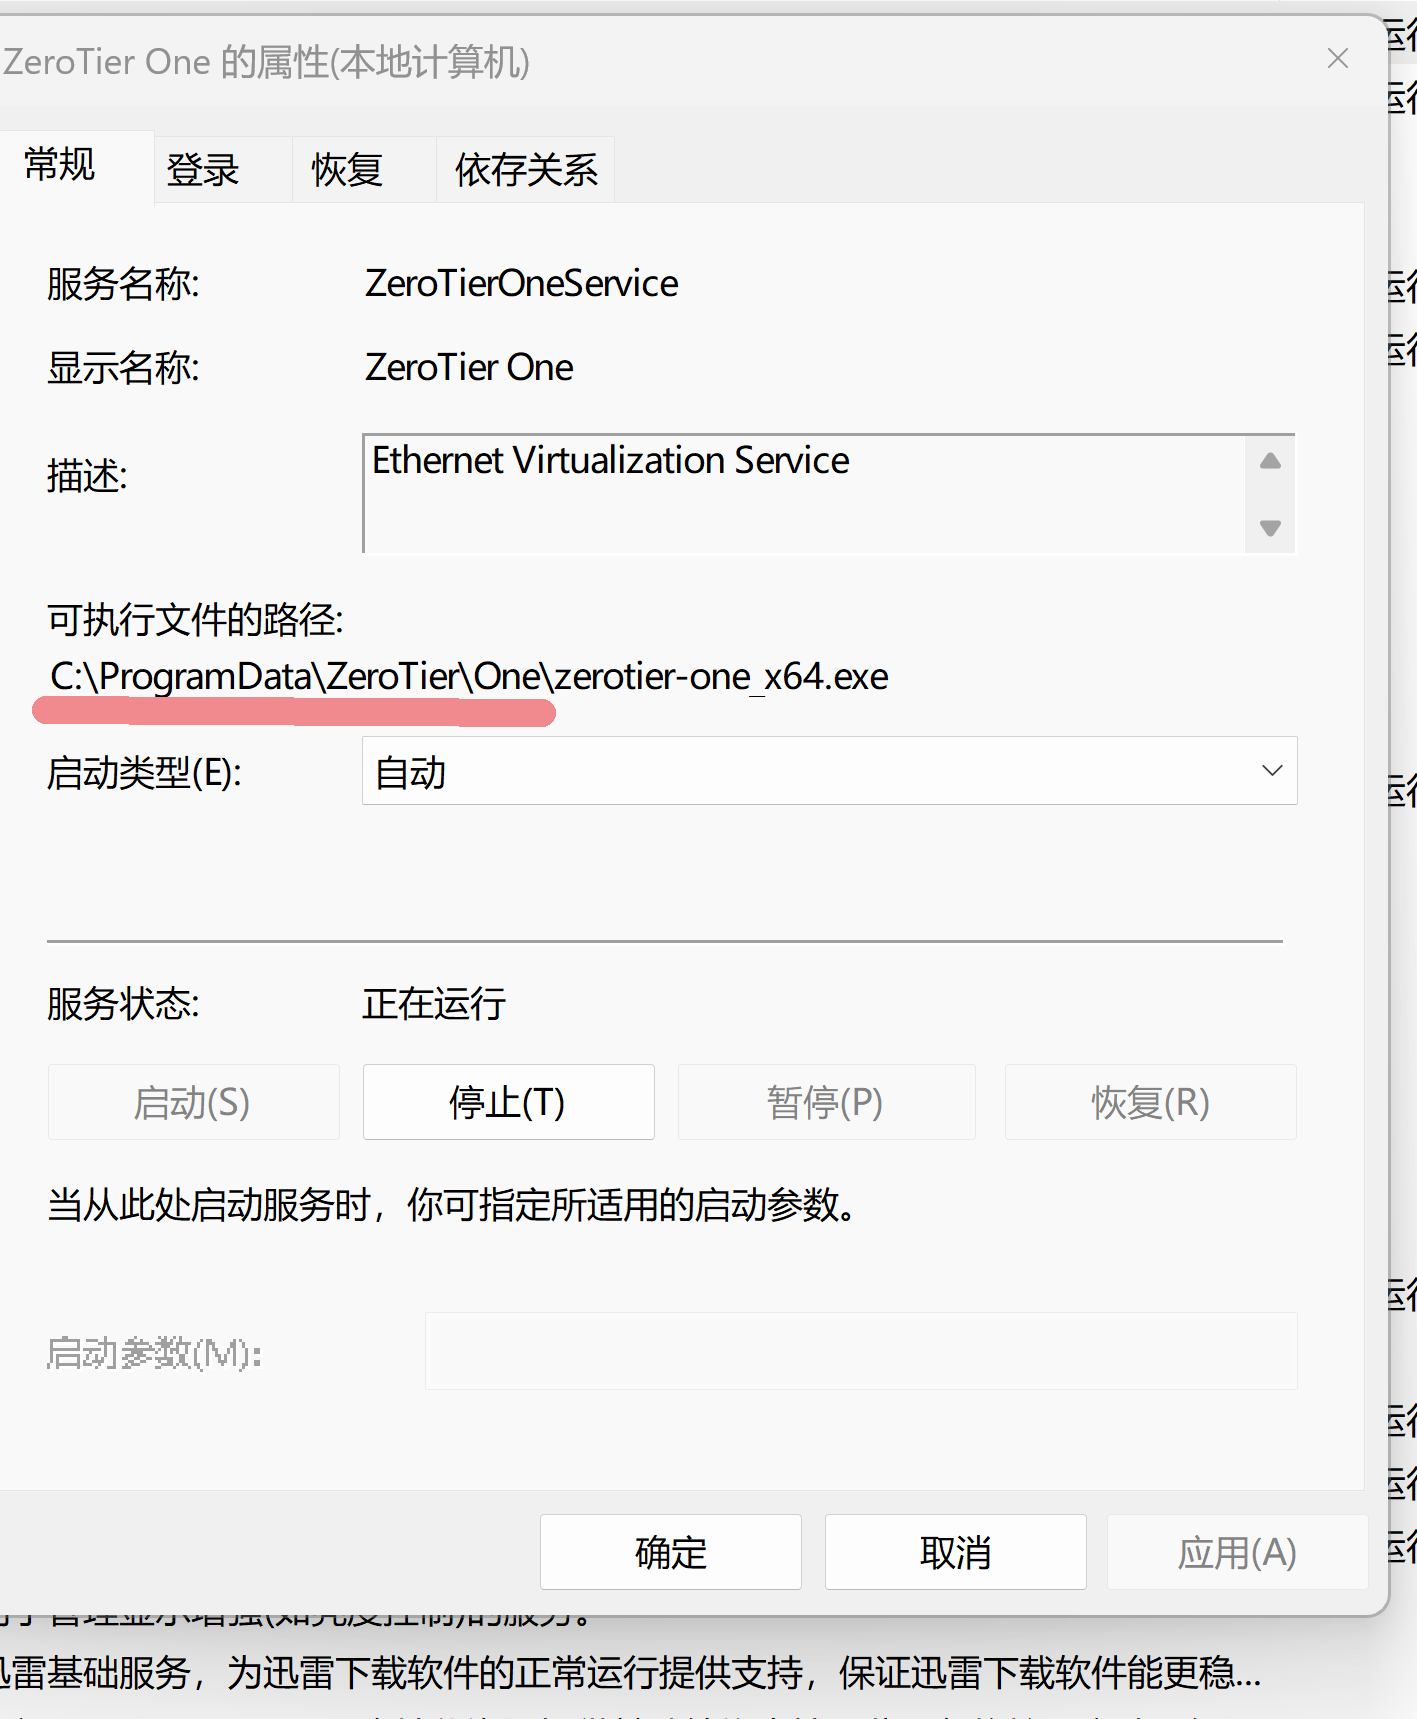 ZeroTier One 的属性(本地计算机)
常规 登录 恢复 依存关系
服务名称: ZeroTierOneService
显示名称: ZeroTier One
描述: Ethernet Virtualization Service
可执行文件的路径:
C:\ProgramData\ZeroTier\One\zerotier-one_x64.exe
启动类型(E): 自动
服务状态: 正在运行
启动(S) 停止(T) 暂停(P) 恢复(R)
当从此处启动服务时，你可指定所适用的启动参数。
启动参数(M):
确定 取消 应用(A)
雷基础服务，为迅雷下载软件的正常运行提供支持，保证迅雷下载软件能更稳...